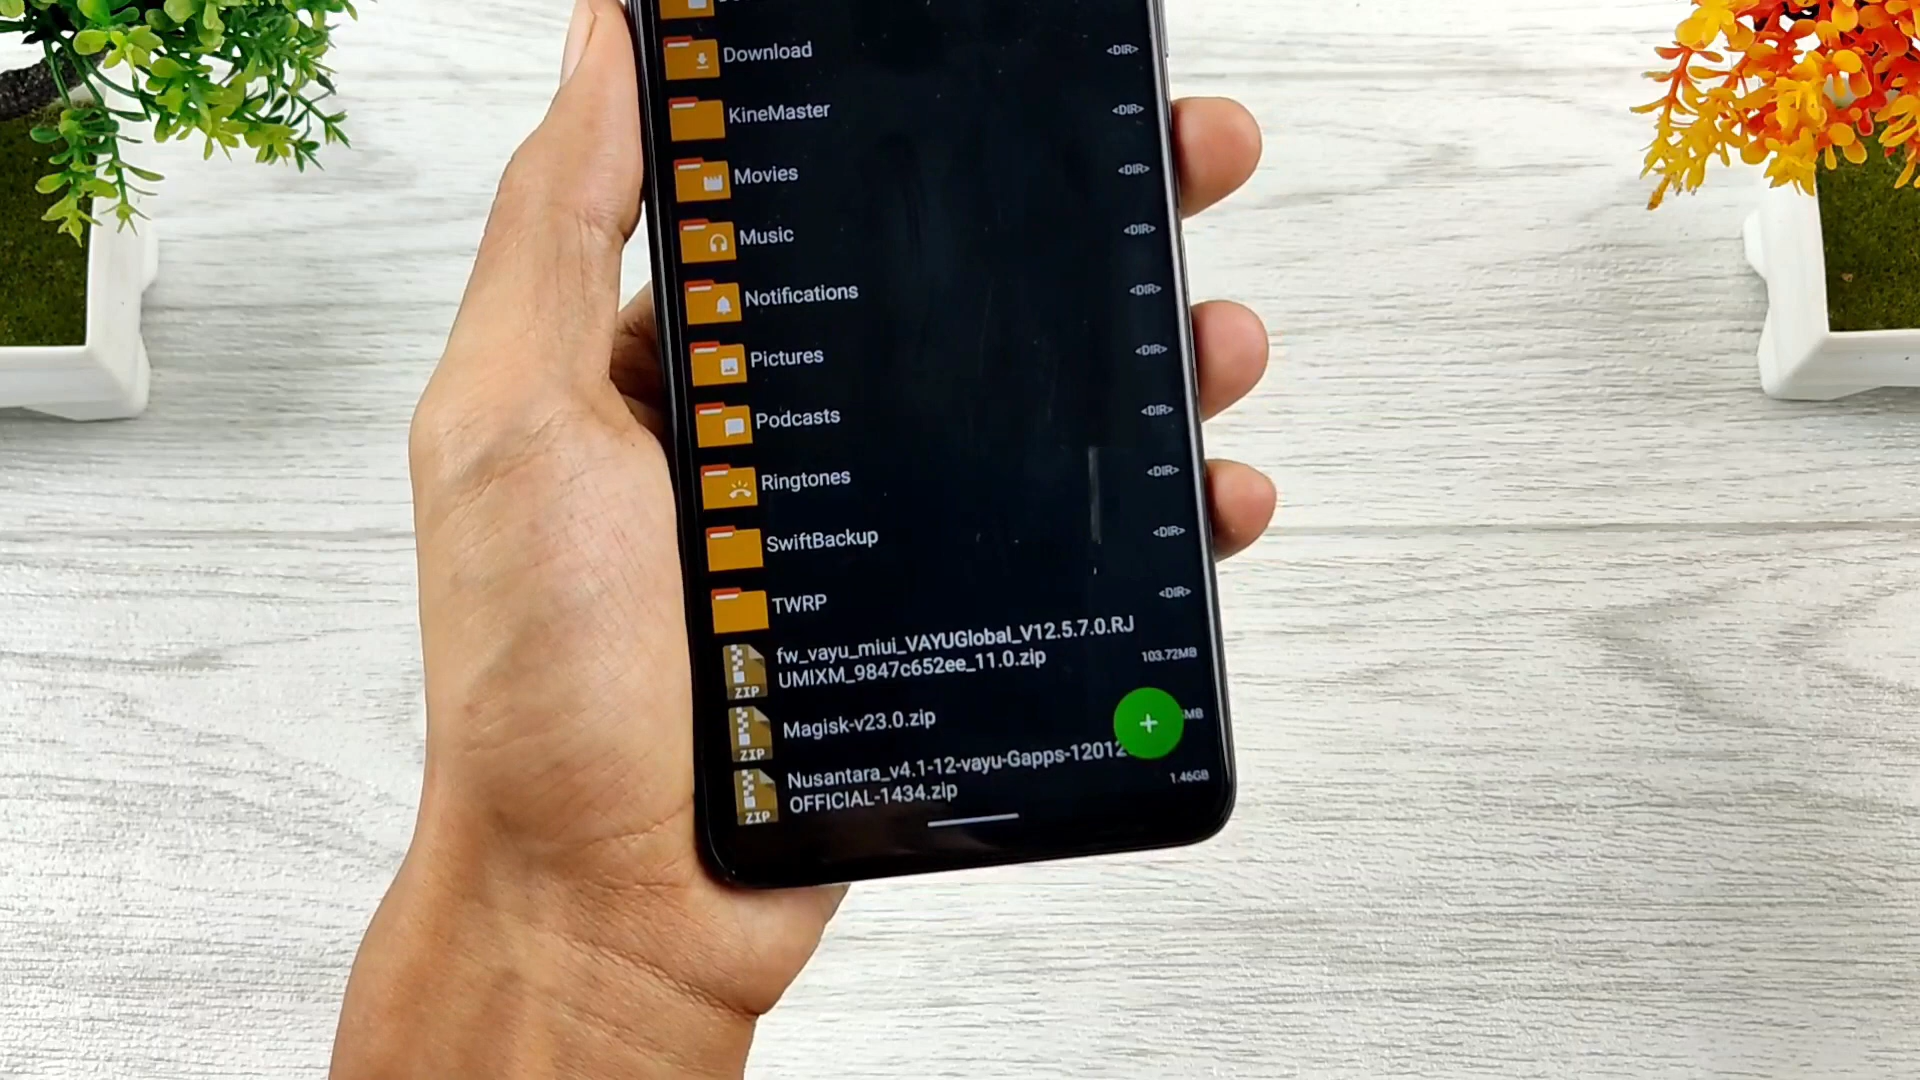 Download <DIR>
KineMaster <DIR>
Movies <DIR>
Music <DIR>
Notifications <DIR>
Pictures <DIR>
Podcasts <DIR>
Ringtones <DIR>
SwiftBackup <DIR>
TWRP <DIR>
fw_vayu_miui_VAYUGlobal_V12.5.7.0.RJ
UMIXM_9847c652ee_11.0.zip 103.72MB
ZIP
Magisk-v23.0.zip MB
ZIP
Nusantara_v4.1-12-vayu-Gapps-12012
OFFICIAL-1434.zip 1.46GB
ZIP